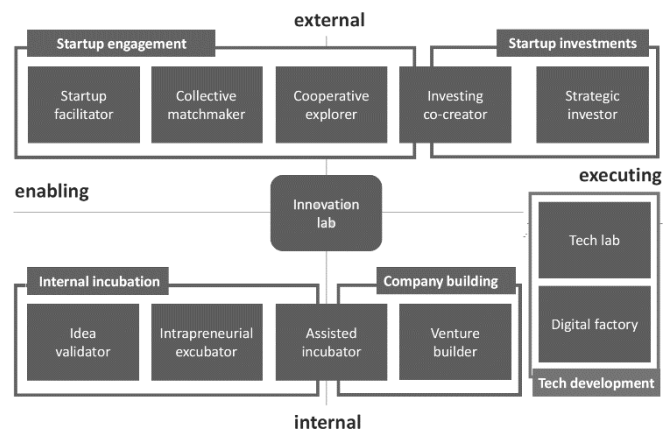 external
Startup engagement
Startup investments
Startup
facilitator
Collective
matchmaker
Cooperative
explorer
Investing
co-creator
Strategic
investor
enabling
executing
Innovation
lab
Tech lab
Digital factory
Tech development
Internal incubation
Company building
Idea
validator
Intrapreneurial
excubator
Assisted
incubator
Venture
builder
internal